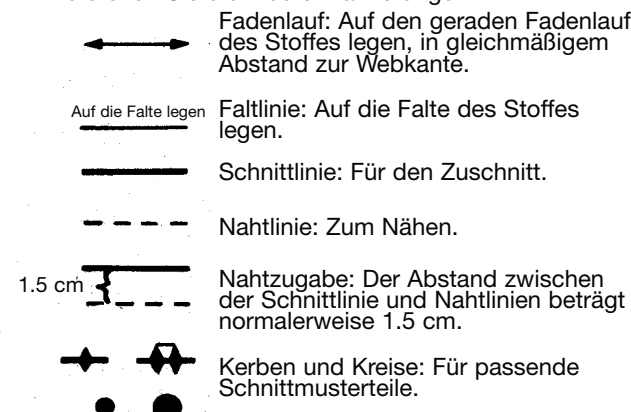 Fadenlauf: Auf den geraden Fadenlauf
des Stoffes legen, in gleichmäßigem
Abstand zur Webkante.
Auf die Falte legen
Faltlinie: Auf die Falte des Stoffes
legen.
Schnittlinie: Für den Zuschnitt.
Nahtlinie: Zum Nähen.
1.5 cm
Nahtzugabe: Der Abstand zwischen
der Schnittlinie und Nahtlinien beträgt
normalerweise 1.5 cm.
Kerben und Kreise: Für passende
Schnittmusterteile.